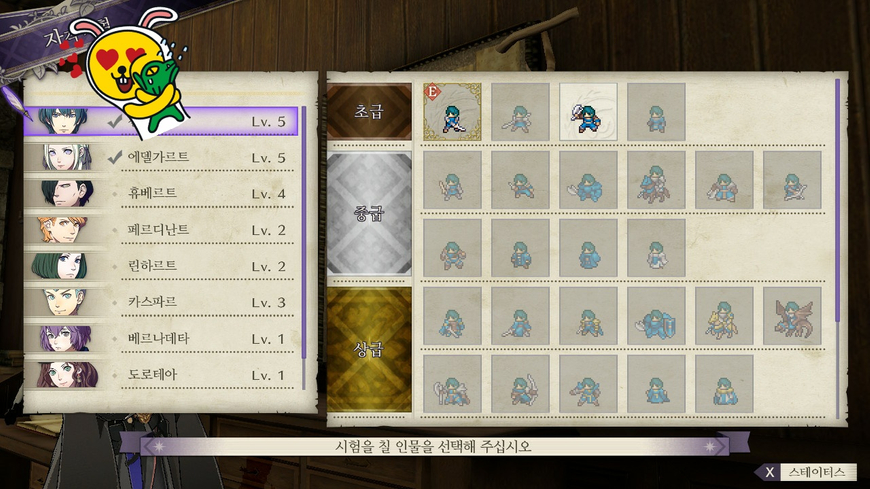 Lv. 5
에델가르트 Lv. 5
휴베르트 Lv. 4
페르디난트 Lv. 2
린하르트 Lv. 2
카스파르 Lv. 3
베르나데타 Lv. 1
도로테아 Lv. 1
초급
E
중급
상급
시험을 칠 인물을 선택해 주십시오
X 스테이터스